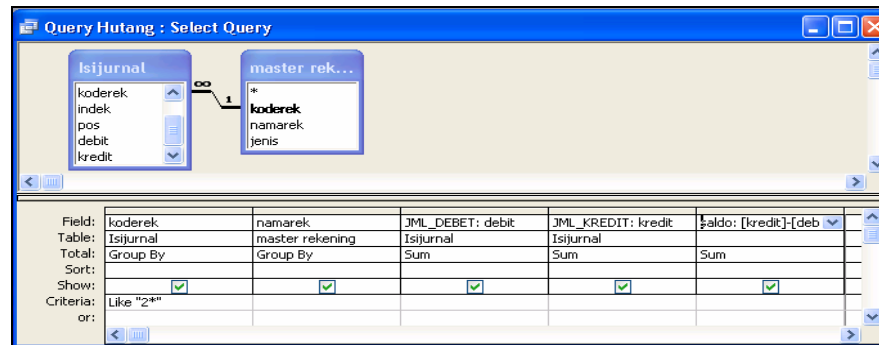 Query Hutang : Select Query
Isijurnal
koderek
indek
pos
debit
kredit
∞
1
master rek...
*
koderek
namarek
jenis
Field: koderek namarek JML_DEBET: debit JML_KREDIT: kredit saldo: [kredit]-[deb
Table: Isijurnal master rekening Isijurnal Isijurnal
Total: Group By Group By Sum Sum Sum
Sort:
Show:
Criteria: Like "2*"
or: